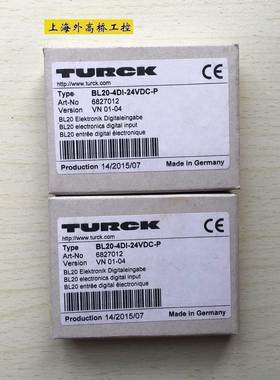 上海外高桥工控
TURCK
http://www.turck.com
CE
Type BL20-4DI-24VDC-P
Art-No 6827012
Version VN 01-04
BL20 Elektronik Digitaleingabe
BL20 electronics digital input
BL20 entrée digital électronique
Production 14/2015/07 Made in Germany
TURCK
http://www.turck.com
CE
Type BL20-4DI-24VDC-P
Art-No 6827012
Version VN 01-04
BL20 Elektronik Digitaleingabe
BL20 electronics digital input
BL20 entrée digital électronique
Production 14/2015/07 Made in Germany